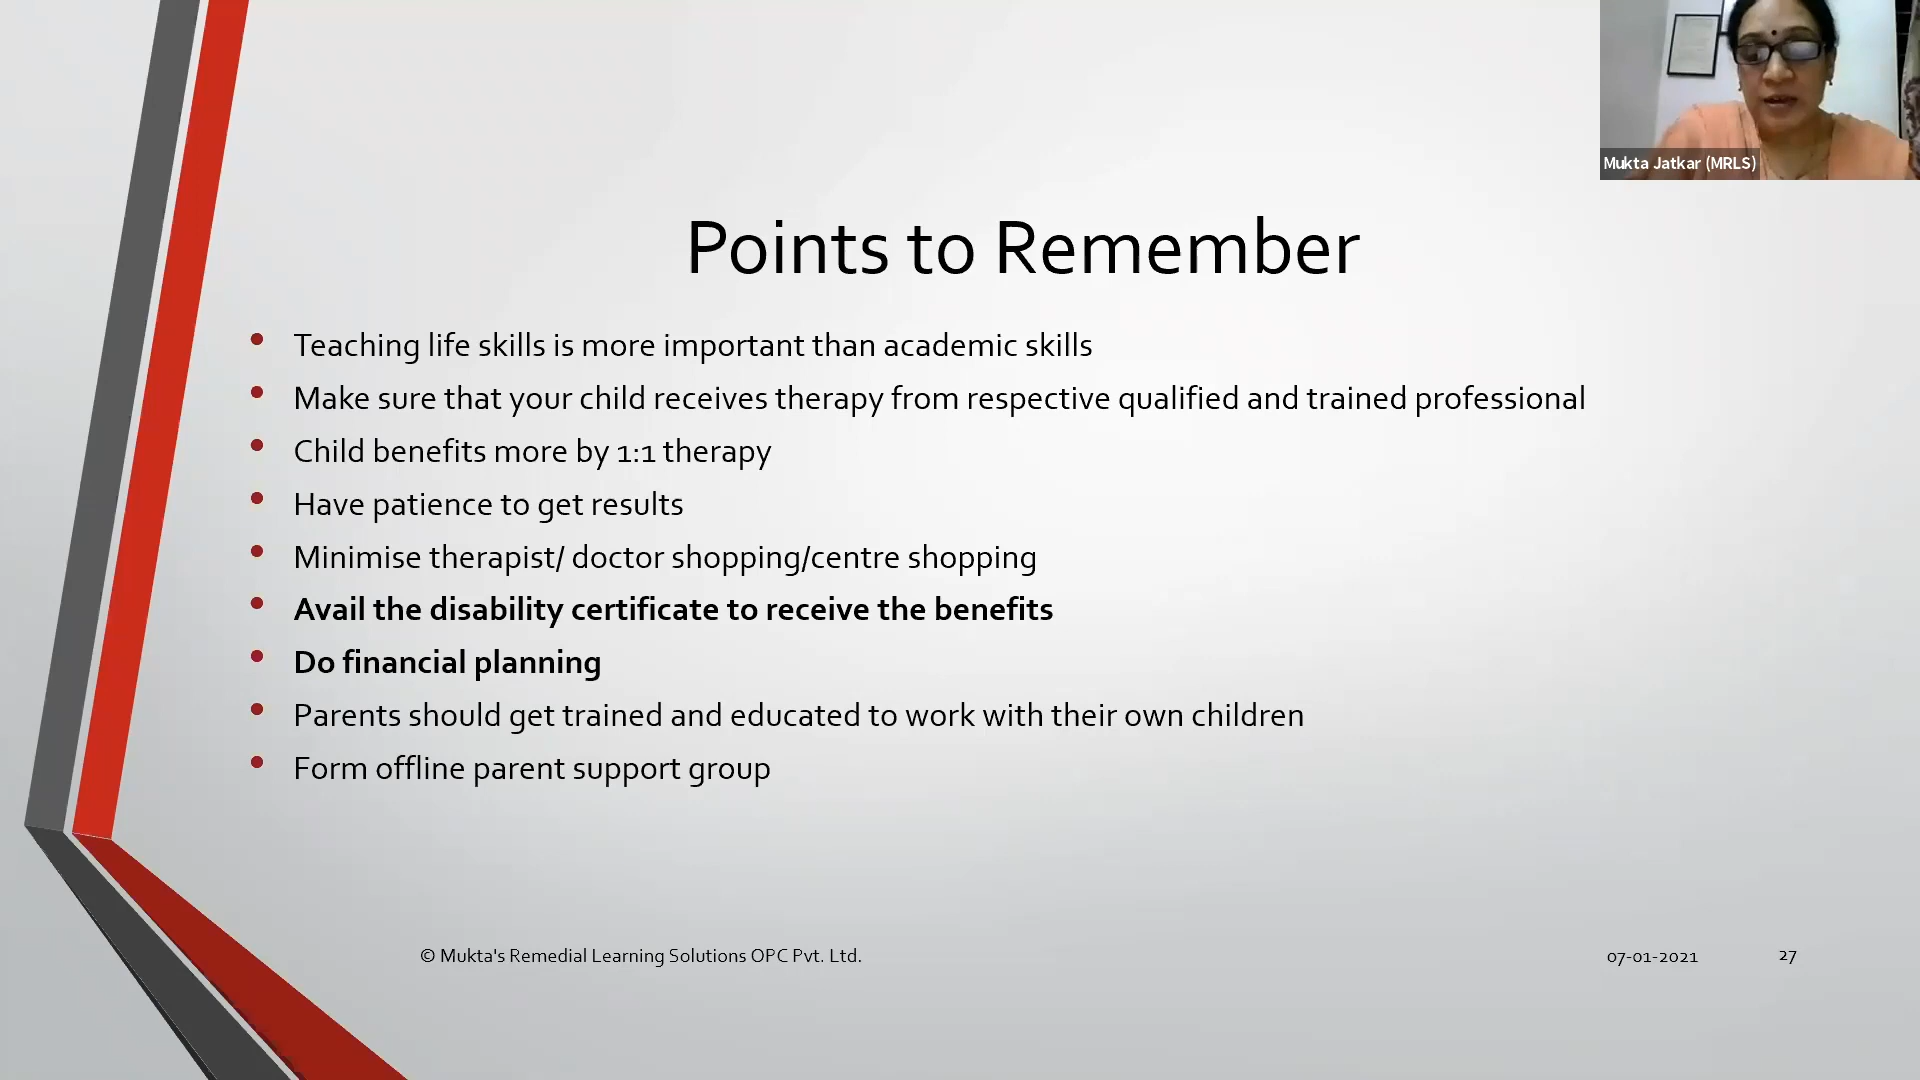 Mukta Jatkar (MRLS)
Points to Remember
Teaching life skills is more important than academic skills
Make sure that your child receives therapy from respective qualified and trained professional
Child benefits more by 1:1 therapy
Have patience to get results
Minimise therapist/ doctor shopping/centre shopping
Avail the disability certificate to receive the benefits
Do financial planning
Parents should get trained and educated to work with their own children
Form offline parent support group
© Mukta's Remedial Learning Solutions OPC Pvt. Ltd.
07-01-2021
27